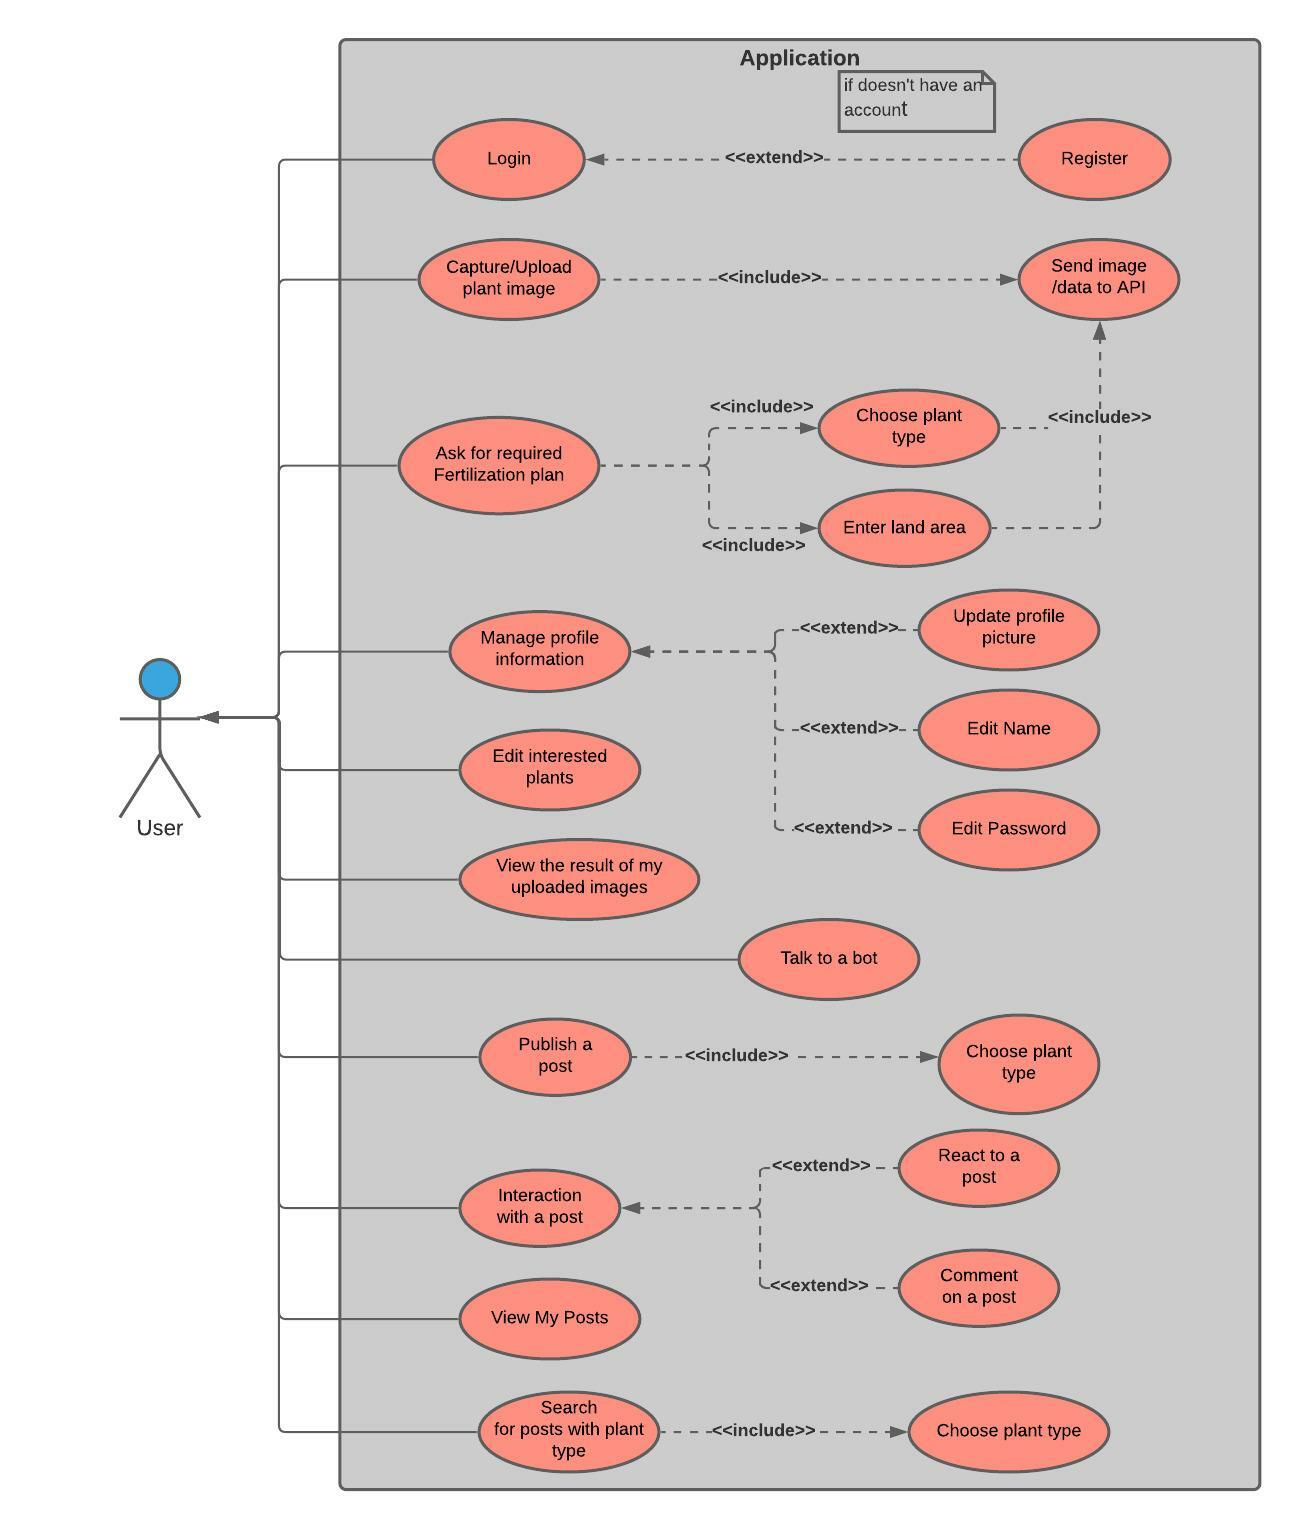 Application
if doesn't have an
account
Login
<<extend>>
Register
Capture/Upload
plant image
<<include>>
Send image
/data to API
<<include>>
Choose plant
type
<<include>>
Ask for required
Fertilization plan
Enter land area
<<include>>
Manage profile
information
<<extend>>
Update profile
picture
<<extend>>
Edit Name
Edit interested
plants
<<extend>>
Edit Password
User
View the result of my
uploaded images
Talk to a bot
Publish a
post
<<include>>
Choose plant
type
<<extend>>
React to a
post
Interaction
with a post
<<extend>>
Comment
on a post
View My Posts
Search
for posts with plant
type
<<include>>
Choose plant type